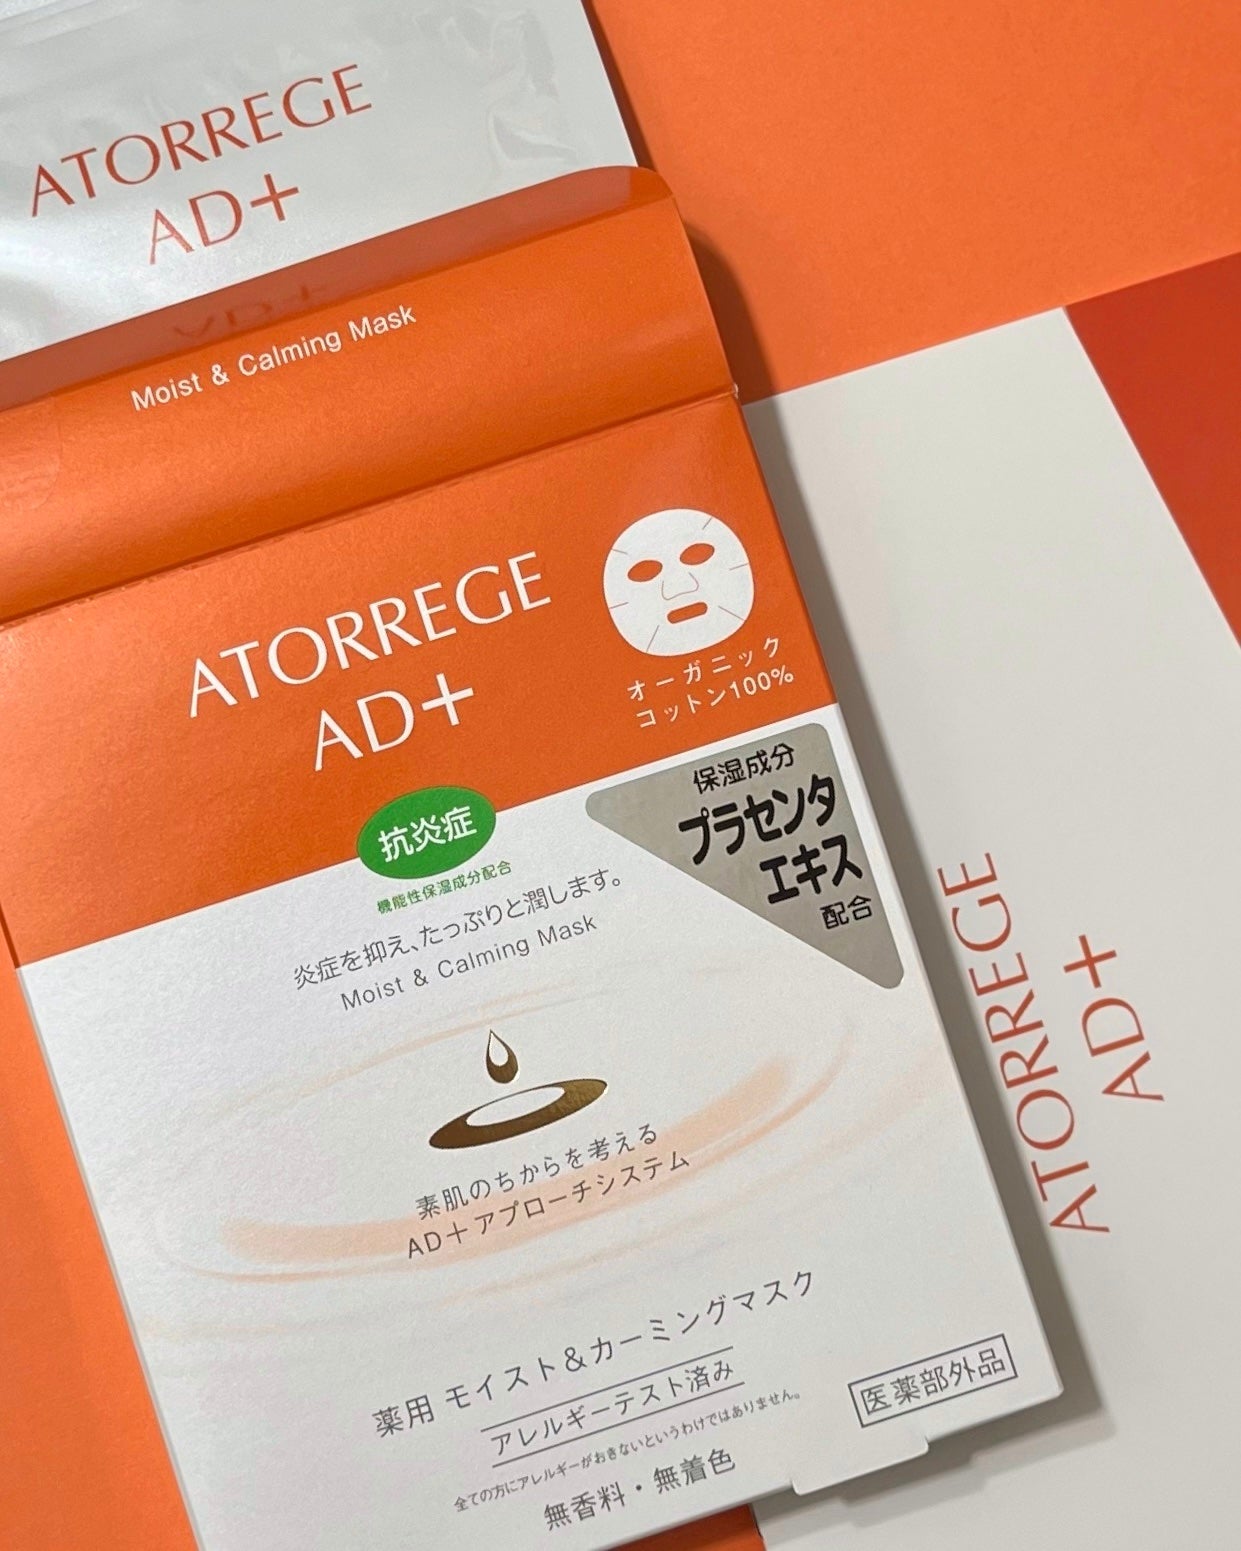 ATORREGE
AD+
AD+
Moist & Calming Mask
ATORREGE
AD+
オーガニック
コットン100%
保湿成分
プラセンタ
エキス
配合
抗炎症
機能性保湿成分配合
炎症を抑え、たっぷりと潤します。
Moist & Calming Mask
素肌のちからを考える
AD+アプローチシステム
薬用 モイスト&カーミングマスク
アレルギーテスト済み
全ての方にアレルギーがおきないというわけではありません。
無香料・無着色
医薬部外品
ATORREGE
AD+